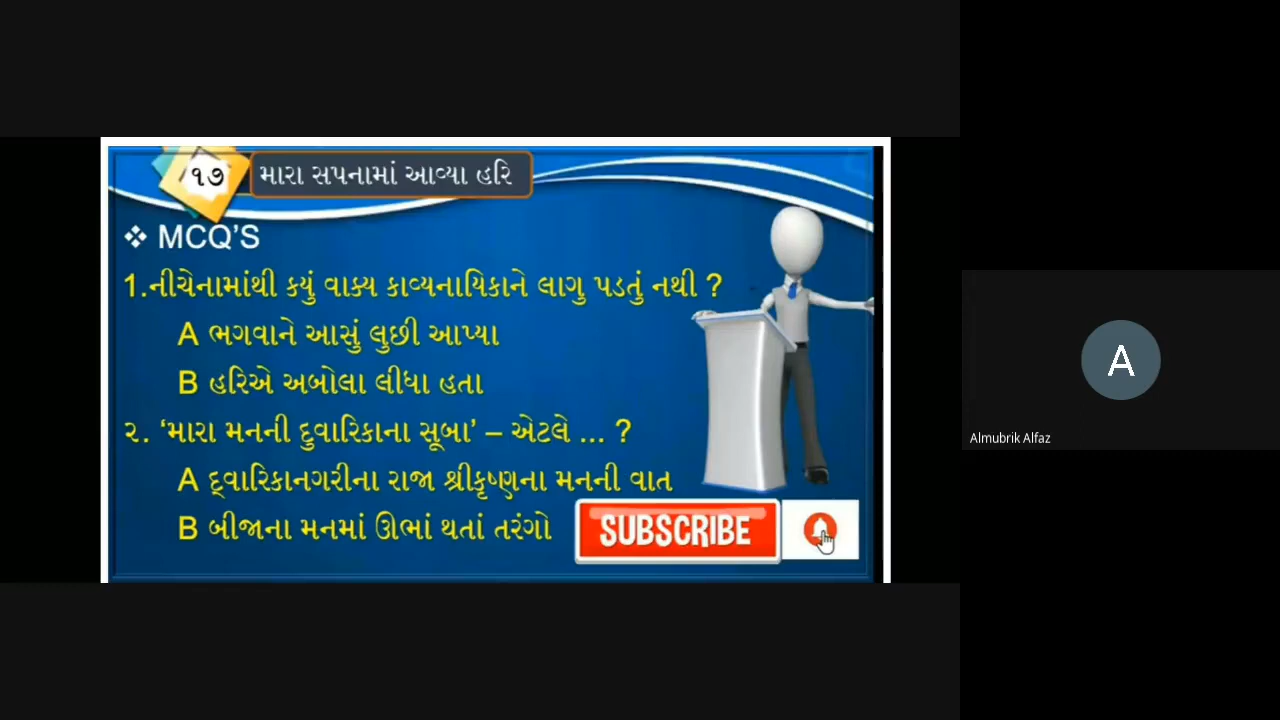 ૧૭
મારા સપનામાં આવ્યા હરિ
❖ MCQ'S
1.નીચેનામાંથી કયું વાક્ય કાવ્યનાયિકાને લાગુ પડતું નથી ?
A ભગવાને આસું લુછી આપ્યા
B હરિએ અબોલા લીધા હતા
૨. ‘મારા મનની દુવારિકાના સૂબા’ – એટલે ... ?
A દ્વારિકાનગરીના રાજા શ્રીકૃષ્ણના મનની વાત
B બીજાના મનમાં ઊભાં થતાં તરંગો
SUBSCRIBE
A
Almubrik Alfaz